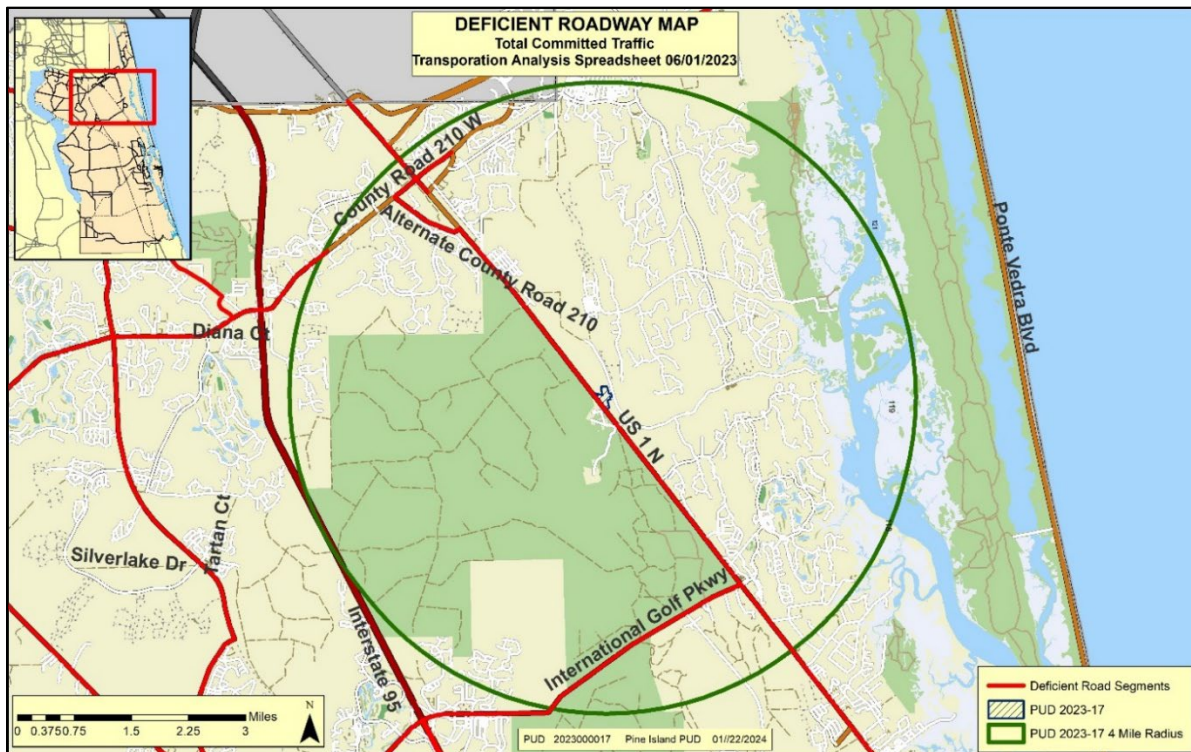 DEFICIENT ROADWAY MAP
Total Committed Traffic
Transporation Analysis Spreadsheet 06/01/2023
County Road 210 W
Alternate County Road 210
Ponte Vedra Blvd
Diana Ct
US 1 N
Tartan Ct
Silverlake Dr
Interstate 95
International Golf Pkwy
Miles
0 0.375 0.75 1.5 2.25 3
N
PUD 2023000017 Pine Island PUD 01//22/2024
Deficient Road Segments
PUD 2023-17
PUD 2023-17 4 Mile Radius